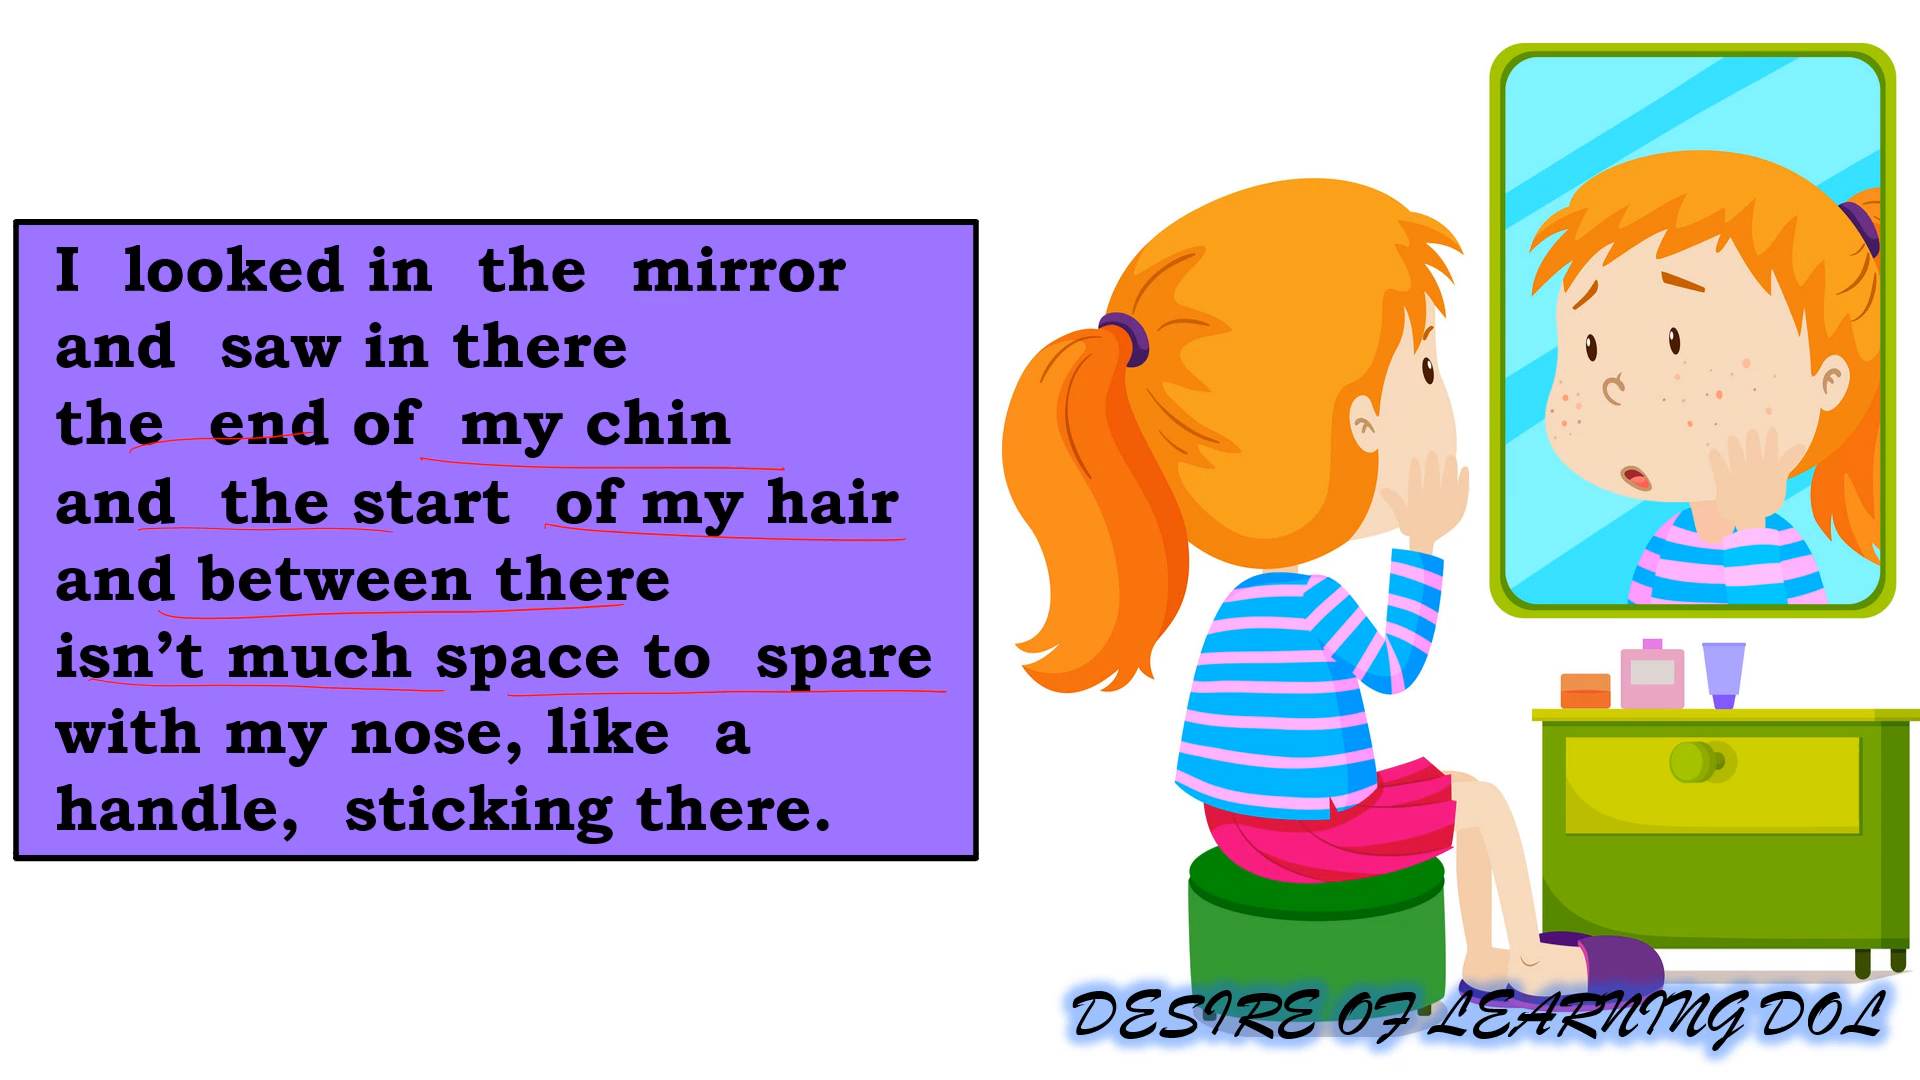 I looked in the mirror
and saw in there
the end of my chin
and the start of my hair
and between there
isn’t much space to spare
with my nose, like a
handle, sticking there.
DESIRE OF LEARNING DOL